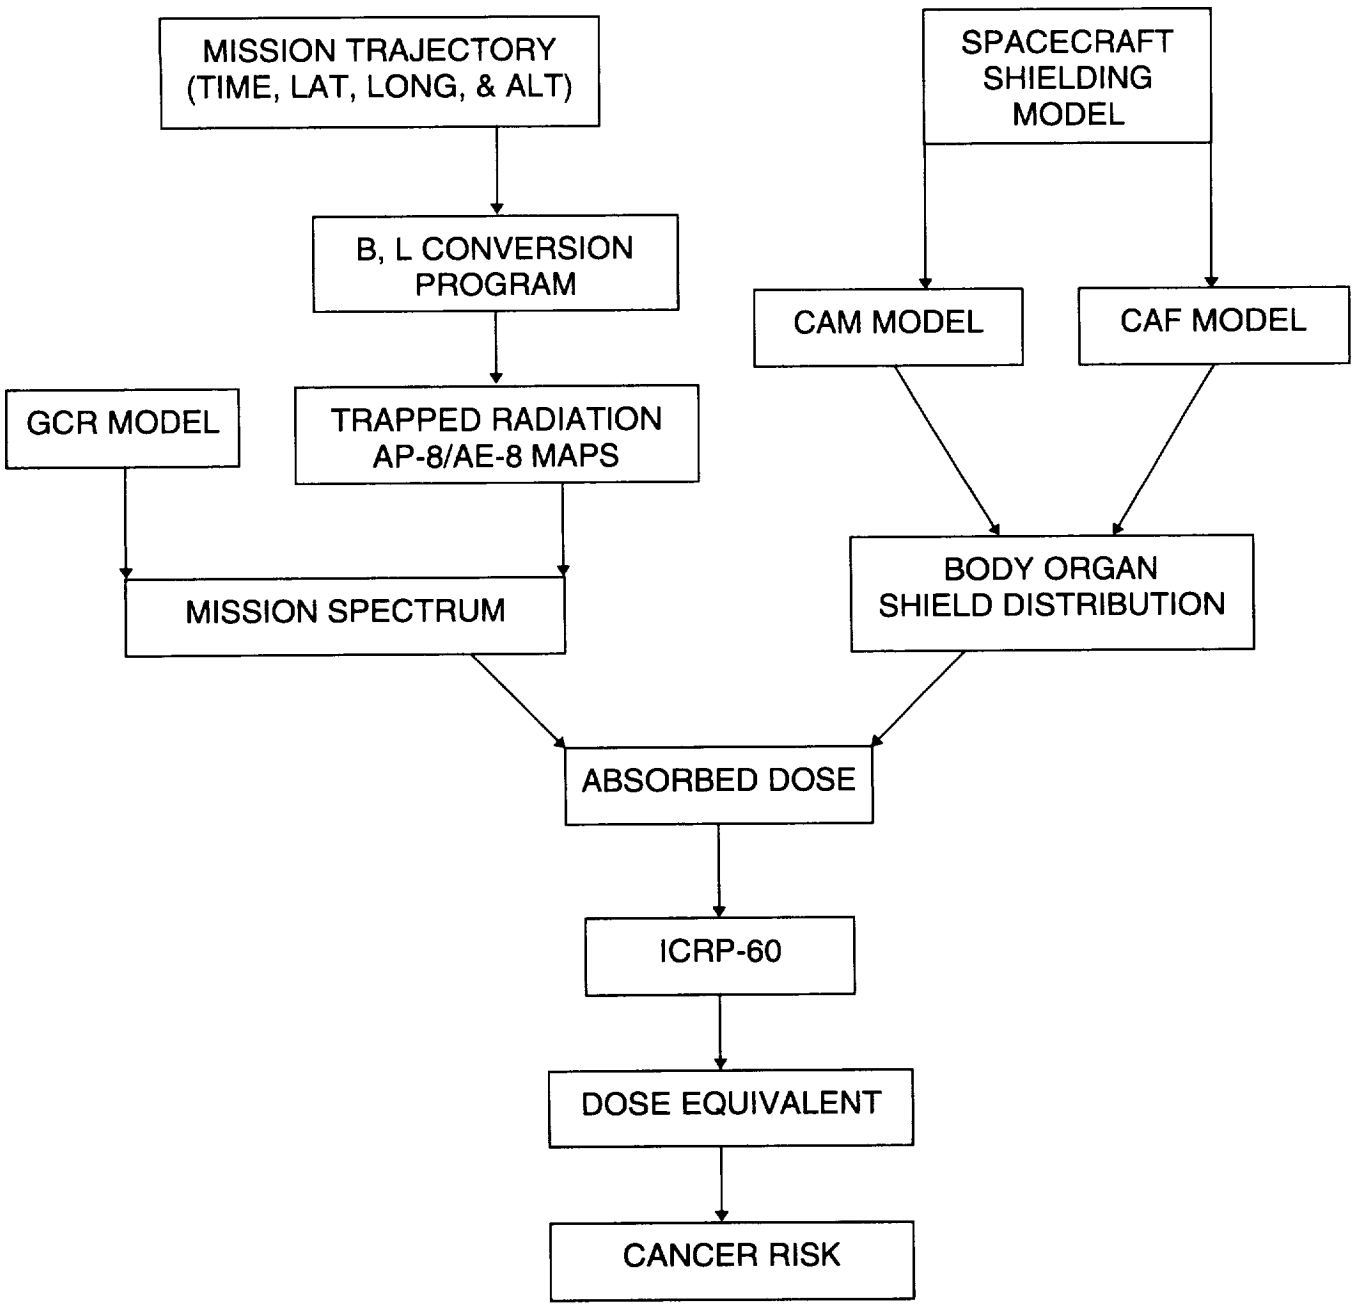 MISSION TRAJECTORY
(TIME, LAT, LONG, & ALT)
SPACECRAFT
SHIELDING
MODEL
B, L CONVERSION
PROGRAM
CAM MODEL
CAF MODEL
GCR MODEL
TRAPPED RADIATION
AP-8/AE-8 MAPS
MISSION SPECTRUM
BODY ORGAN
SHIELD DISTRIBUTION
ABSORBED DOSE
ICRP-60
DOSE EQUIVALENT
CANCER RISK